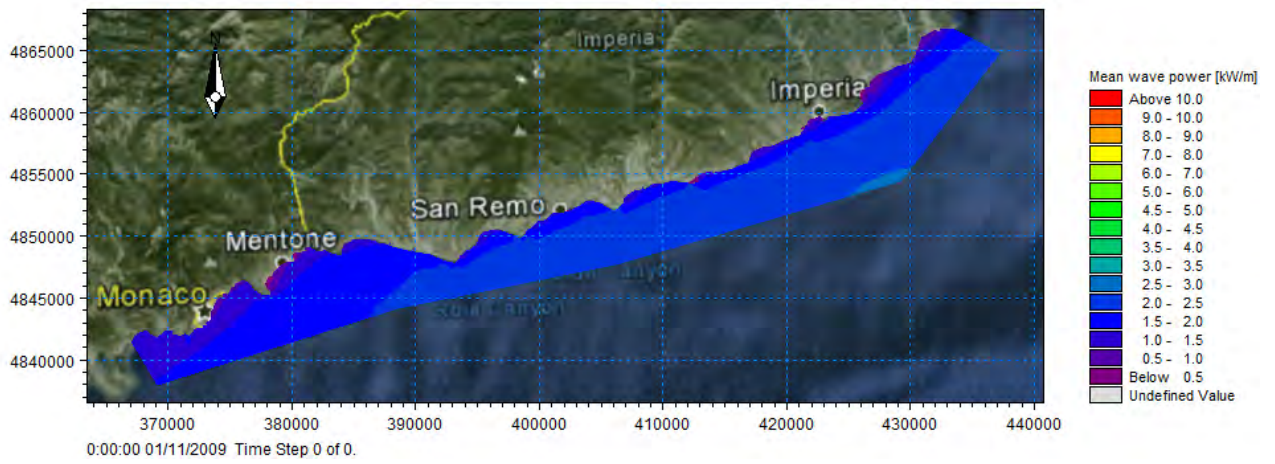 4865000
4860000
4855000
4850000
4845000
4840000
N
Imperia
Imperia
San Remo
Mentone
Monaco
Canyon
Canyon
370000 380000 390000 400000 410000 420000 430000 440000
0:00:00 01/11/2009 Time Step 0 of 0.
Mean wave power [kW/m]
Above 10.0
9.0 - 10.0
8.0 - 9.0
7.0 - 8.0
6.0 - 7.0
5.0 - 6.0
4.5 - 5.0
4.0 - 4.5
3.5 - 4.0
3.0 - 3.5
2.5 - 3.0
2.0 - 2.5
1.5 - 2.0
1.0 - 1.5
0.5 - 1.0
Below 0.5
Undefined Value